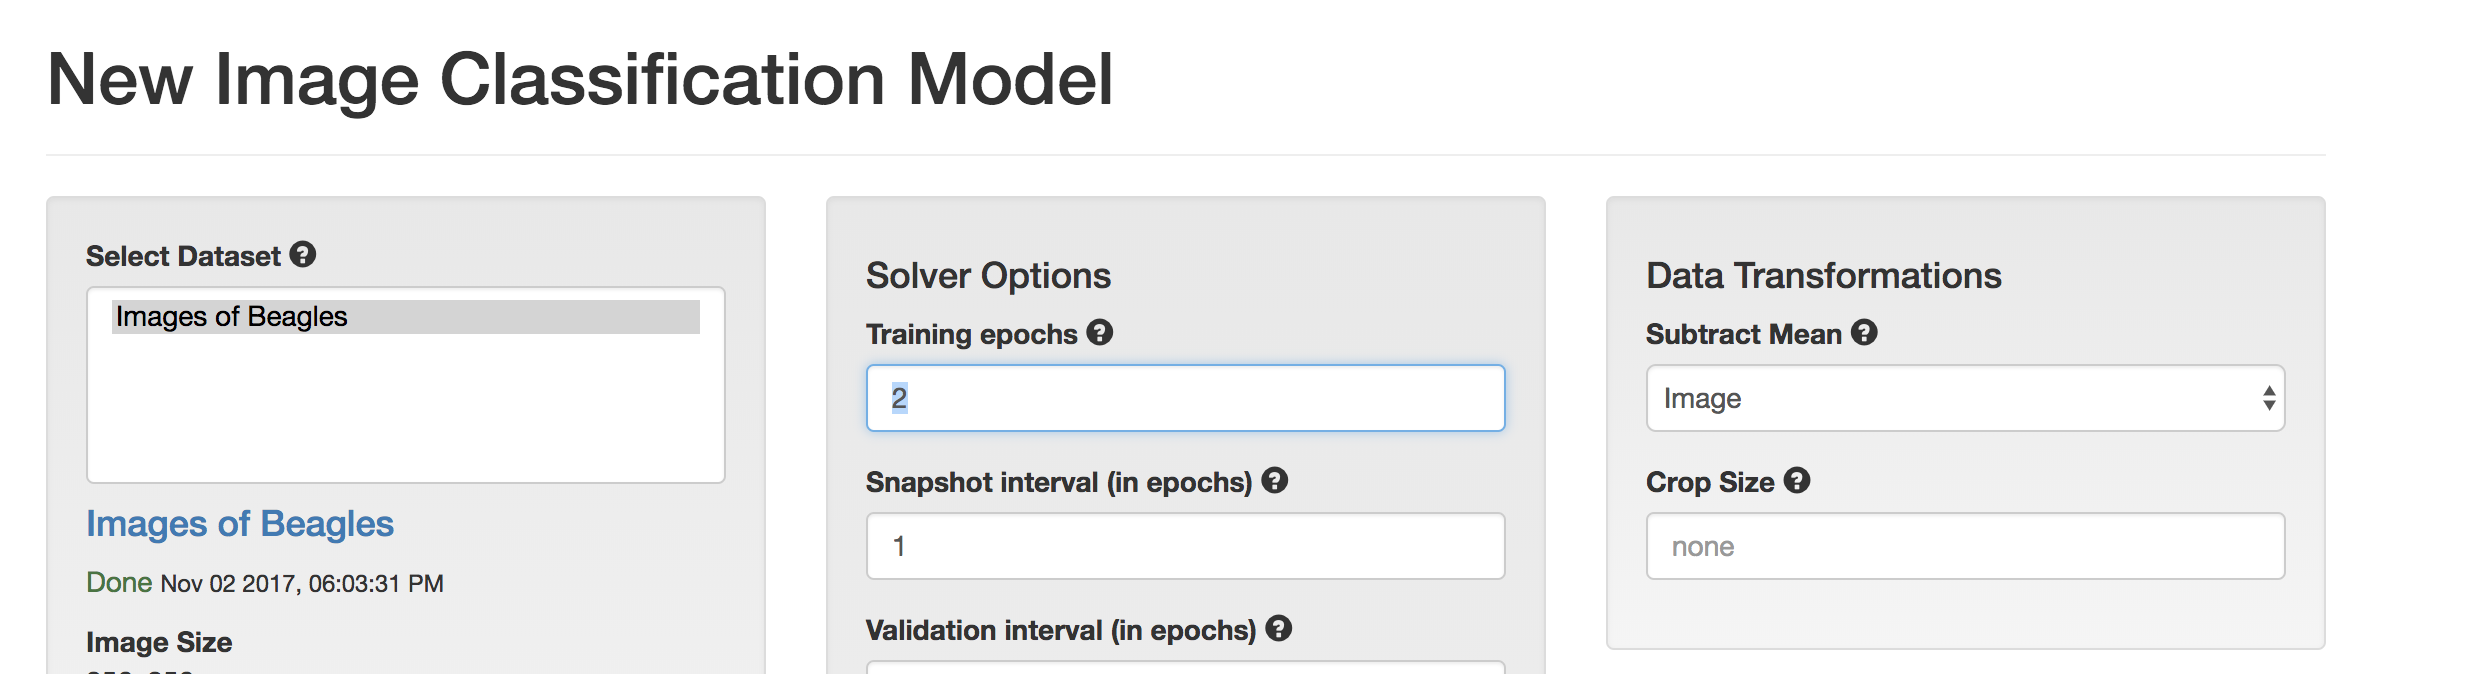 New Image Classification Model
Select Dataset
Images of Beagles
Images of Beagles
Done Nov 02 2017, 06:03:31 PM
Image Size
Solver Options
Training epochs
2
Snapshot interval (in epochs)
1
Validation interval (in epochs)
Data Transformations
Subtract Mean
Image
Crop Size
none